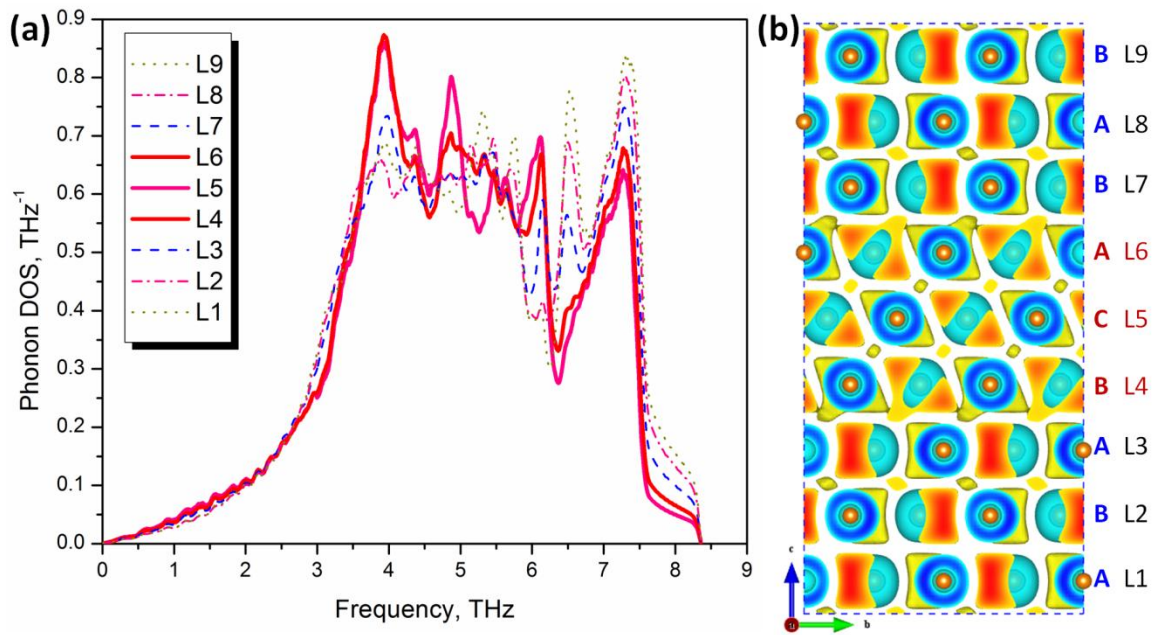 (a)
Phonon DOS, THz⁻¹
0.9
0.8
0.7
0.6
0.5
0.4
0.3
0.2
0.1
0.0
L9
L8
L7
L6
L5
L4
L3
L2
L1
0 1 2 3 4 5 6 7 8 9
Frequency, THz
(b)
B L9
A L8
B L7
A L6
C L5
B L4
A L3
B L2
A L1
c
b